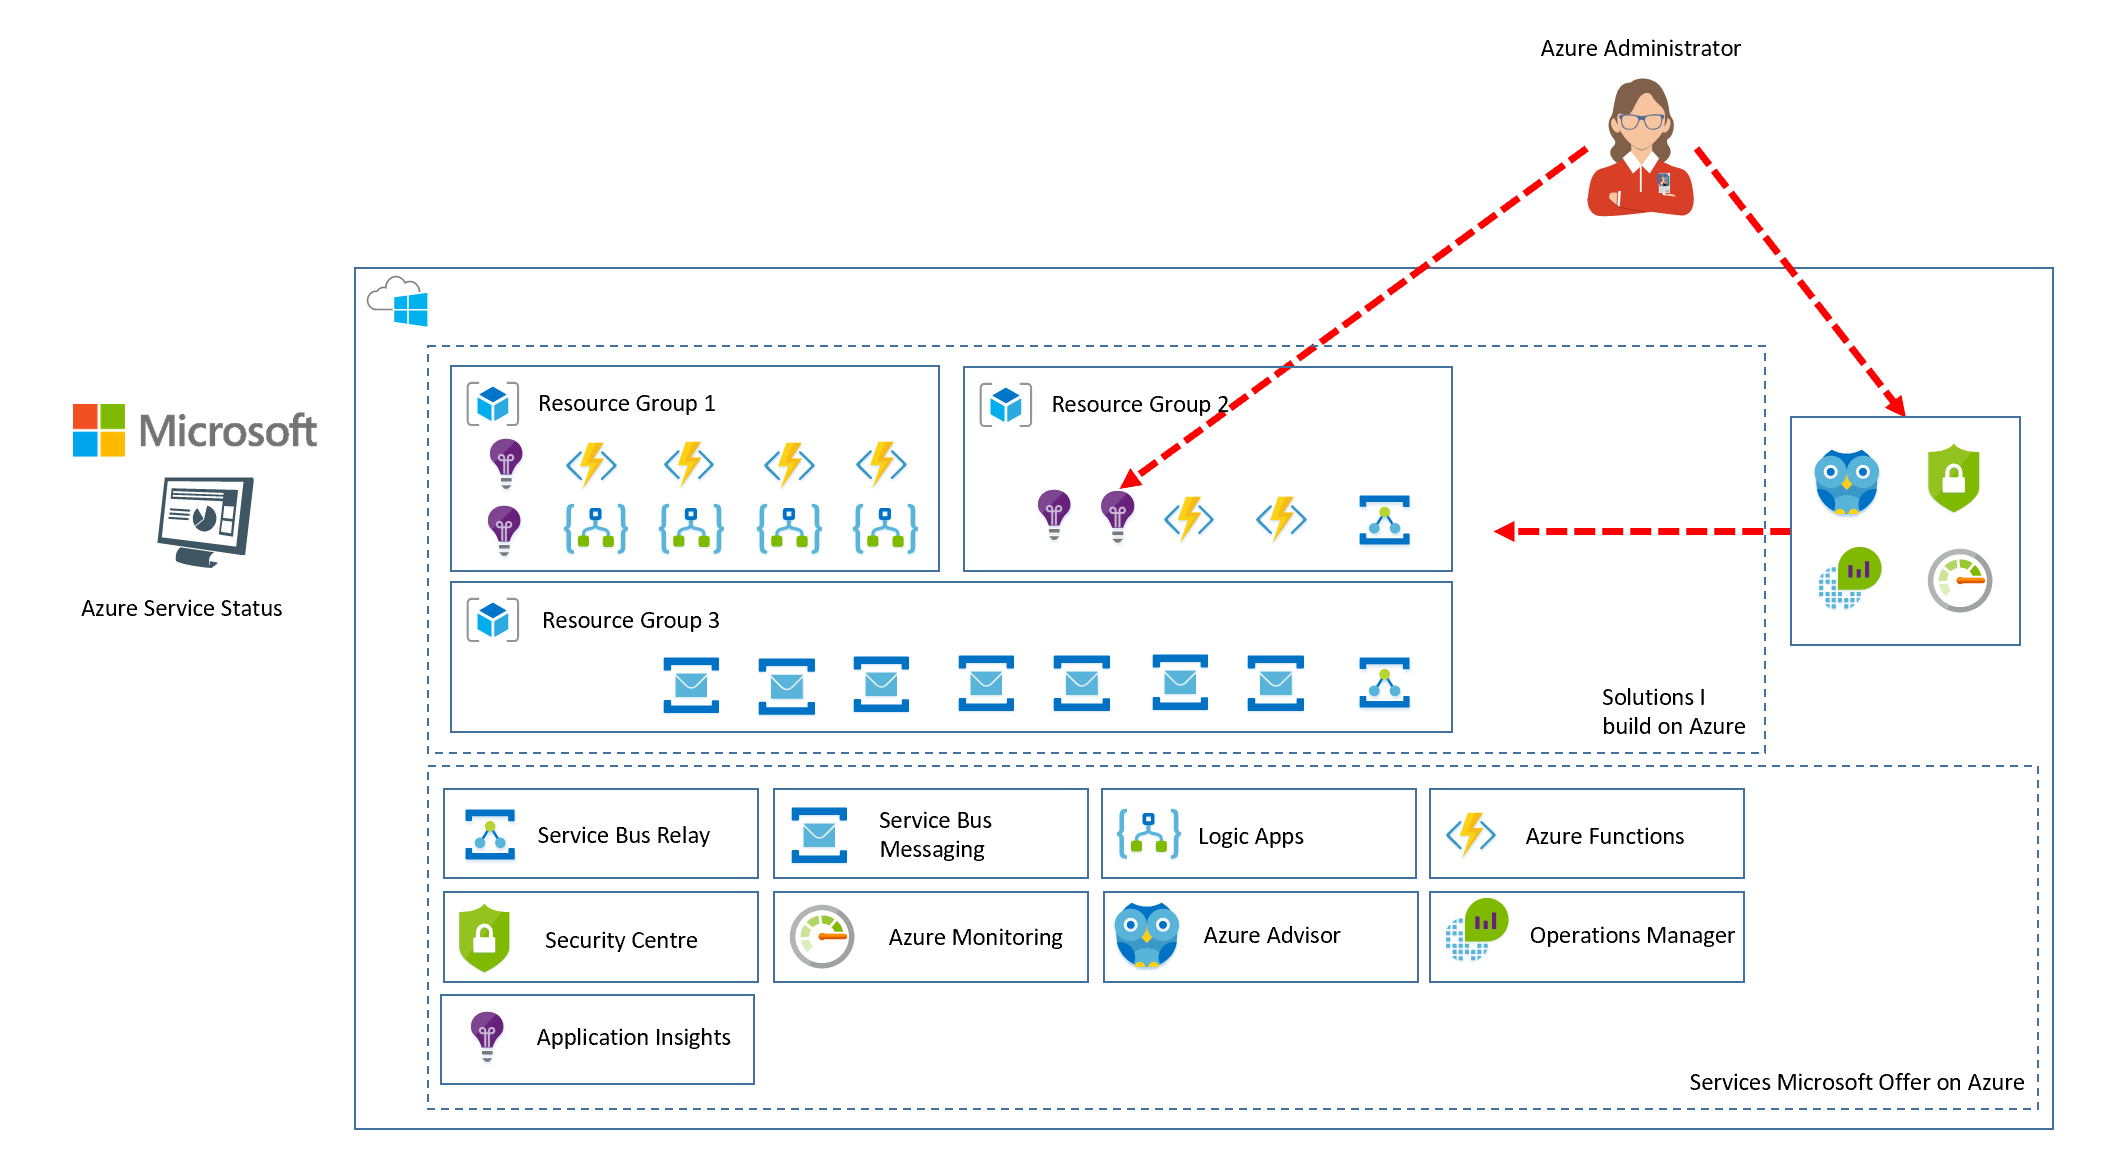 Azure Administrator
Microsoft
Azure Service Status
Resource Group 1
Resource Group 2
Resource Group 3
Solutions I
build on Azure
Service Bus Relay
Service Bus
Messaging
Logic Apps
Azure Functions
Security Centre
Azure Monitoring
Azure Advisor
Operations Manager
Application Insights
Services Microsoft Offer on Azure